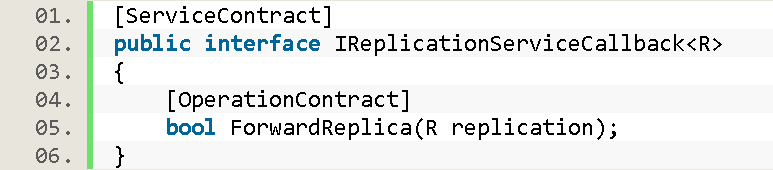 01. [ServiceContract]
02. public interface IReplicationServiceCallback<R>
03. {
04.     [OperationContract]
05.     bool ForwardReplica(R replication);
06. }